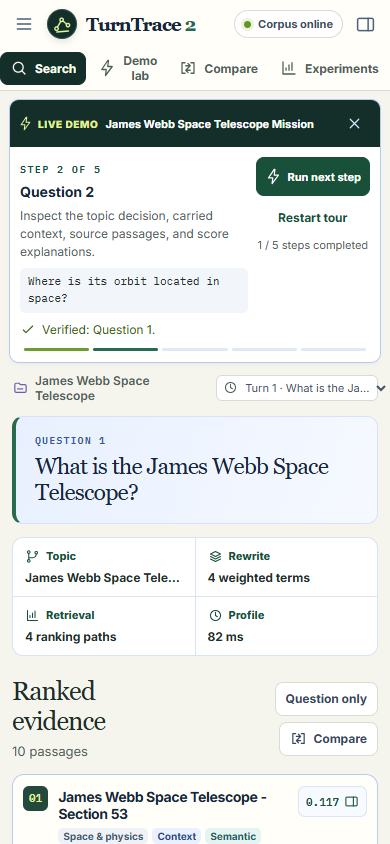 TurnTrace 2
Corpus online
Search
Demo
lab
Compare
Experiments
LIVE DEMO James Webb Space Telescope Mission
STEP 2 OF 5
Question 2
Inspect the topic decision, carried
context, source passages, and score
explanations.
Where is its orbit located in
space?
Verified: Question 1.
Run next step
Restart tour
1 / 5 steps completed
James Webb Space
Telescope
Turn 1 · What is the Ja...
QUESTION 1
What is the James Webb Space
Telescope?
Topic
James Webb Space Tele...
Rewrite
4 weighted terms
Retrieval
4 ranking paths
Profile
82 ms
Ranked
evidence
10 passages
Question only
Compare
01
James Webb Space Telescope -
Section 53
0.117
Space & physics
Context
Semantic